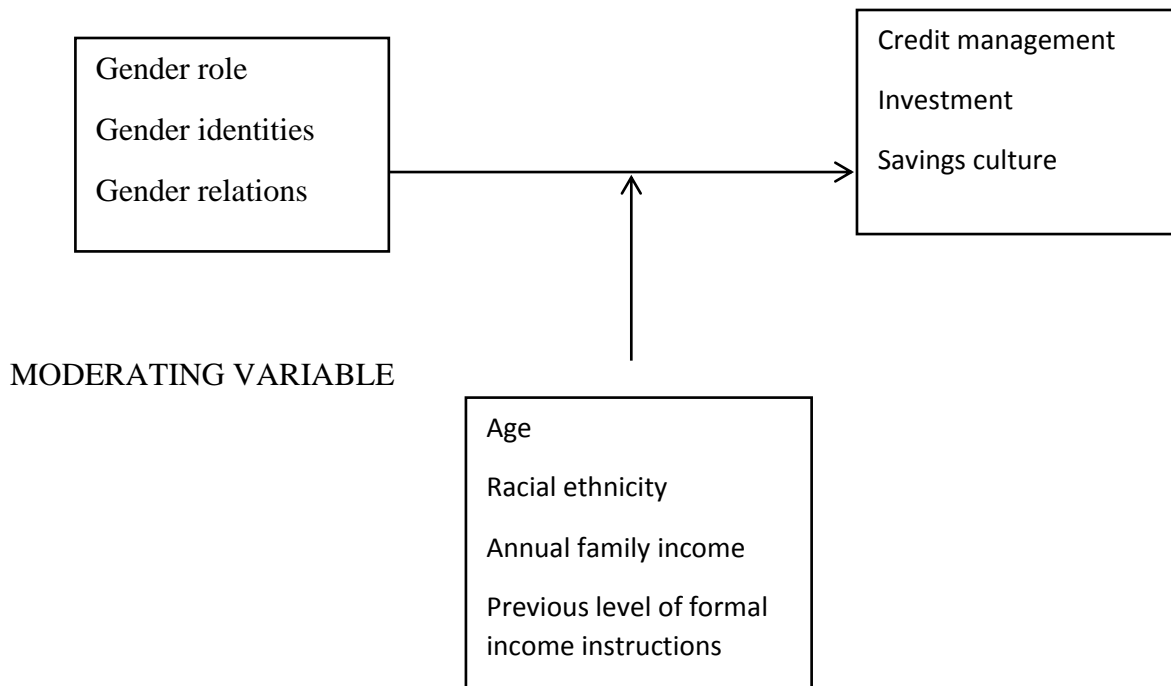 Gender role
Gender identities
Gender relations
Credit management
Investment
Savings culture
MODERATING VARIABLE
Age
Racial ethnicity
Annual family income
Previous level of formal
income instructions